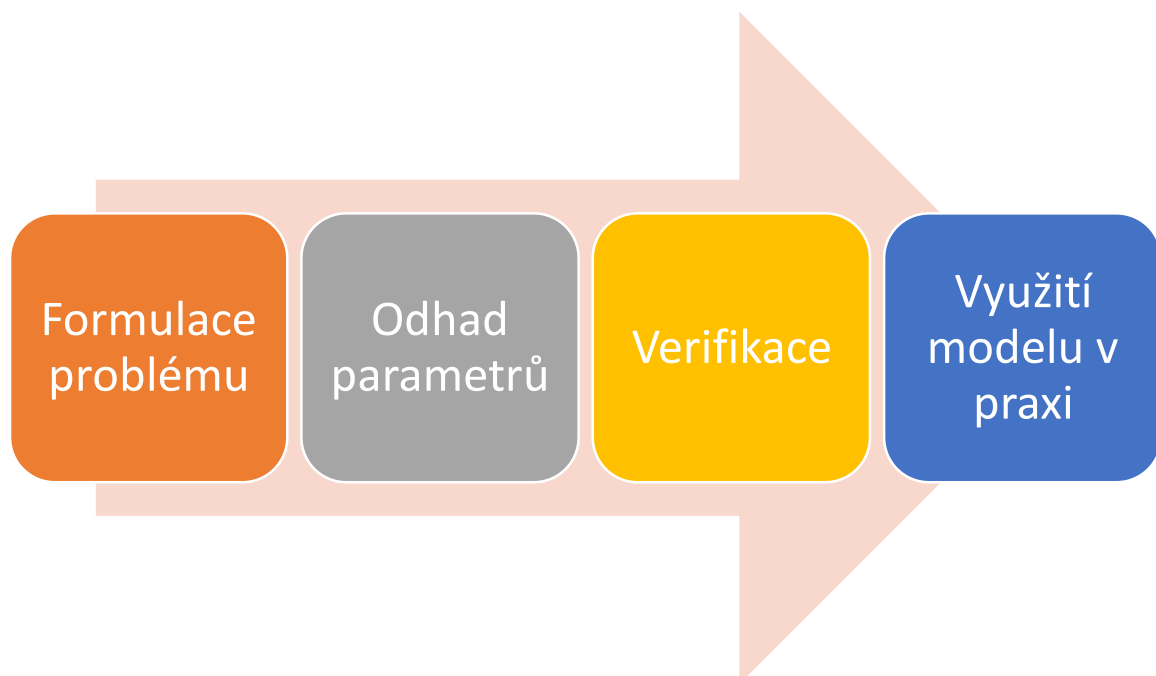 Formulace
problému
Odhad
parametrů
Verifikace
Využití
modelu v
praxi